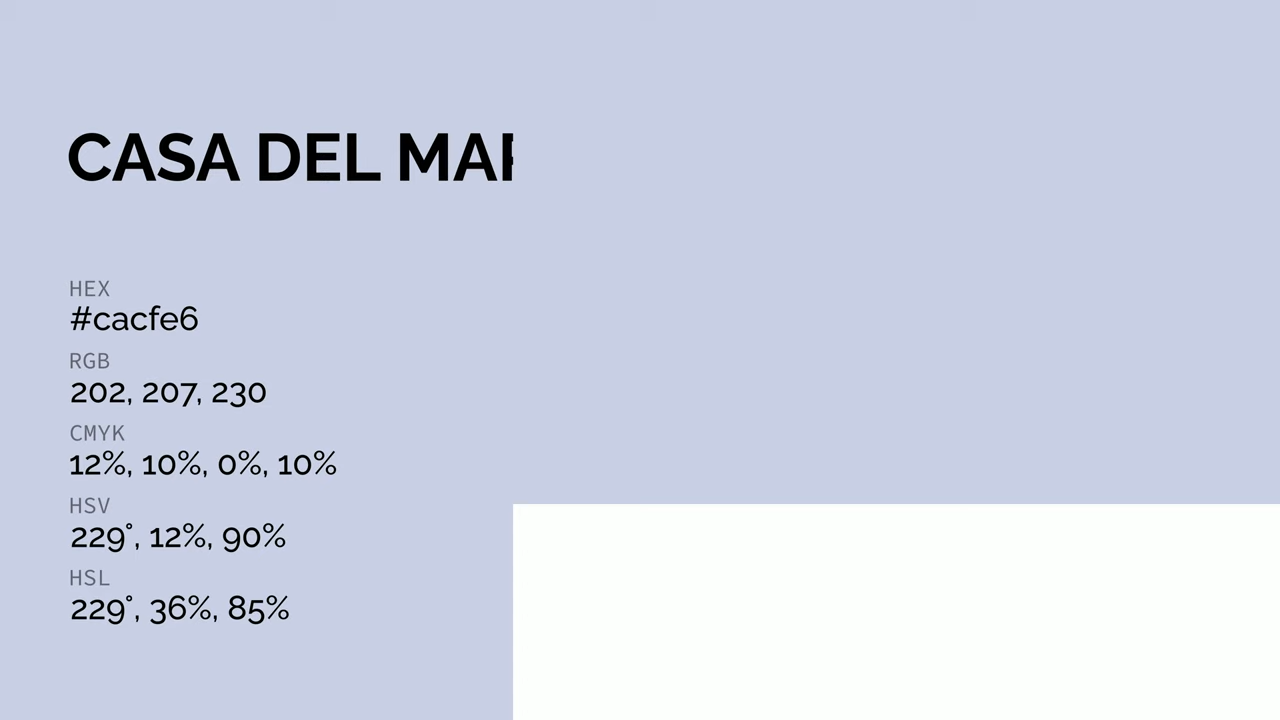 CASA DEL MAR
HEX
#cacfe6
RGB
202, 207, 230
CMYK
12%, 10%, 0%, 10%
HSV
229°, 12%, 90%
HSL
229°, 36%, 85%